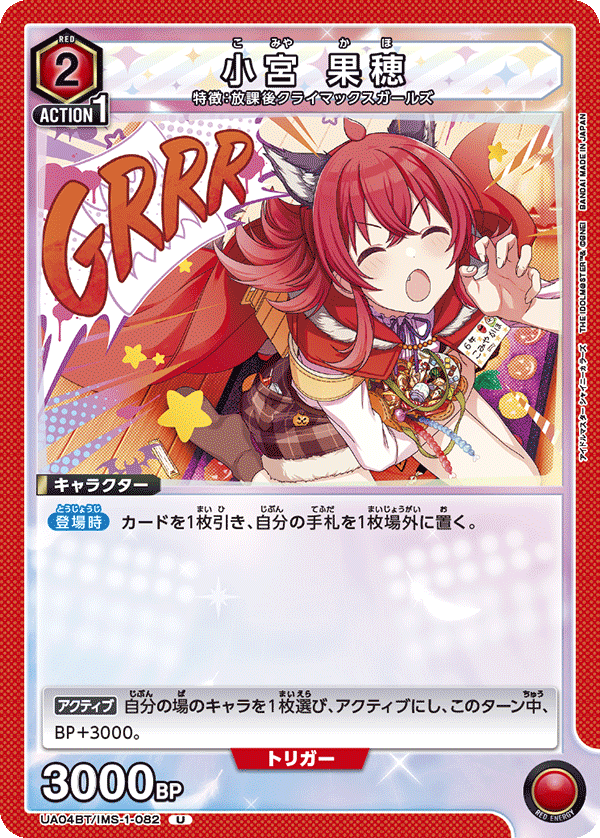 RED
2
ACTION 1
こみや かほ
小宮 果穂
特徴：放課後クライマックスガールズ
GRRR
キャラクター
とうじょうじ まい ひ じぶん てふだ まいじょうがい お
登場時 カードを1枚引き、自分の手札を1枚場外に置く。
じぶん ば まいえら ちゅう
アクティブ 自分の場のキャラを1枚選び、アクティブにし、このターン中、
BP+3000。
トリガー
3000BP
RED ENERGY
UA04BT/IMS-1-082 U
アイドルマスター シャイニーカラーズ THE IDOLM@STER™& ©BNEI BANDAI MADE IN JAPAN